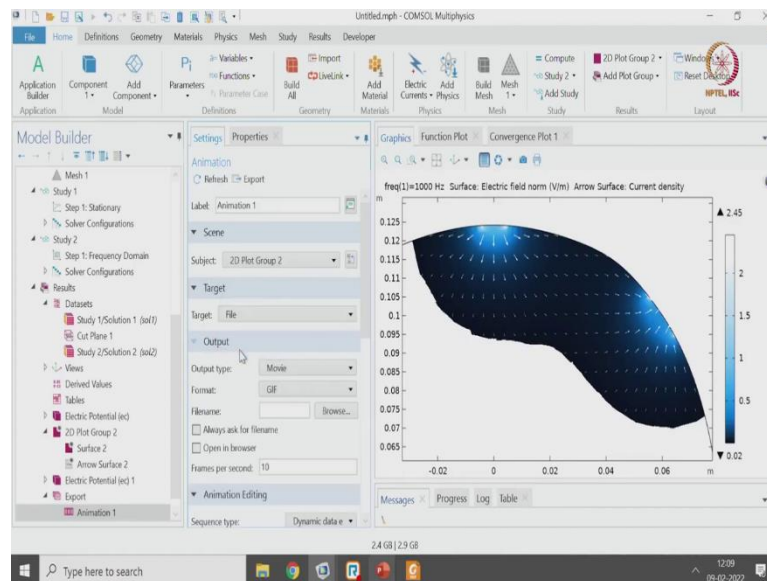 Untitled.mph - COMSOL Multiphysics
File Home Definitions Geometry Materials Physics Mesh Study Results Developer
Application Builder
Component 1
Add Component
Parameters
Variables
Functions
Parameter Case
Build All
Import
LiveLink
Add Material
Electric Currents
Add Physics
Build Mesh
Mesh 1
Compute
Study 2
Add Study
2D Plot Group 2
Add Plot Group
Reset Desktop
NPTEL, IISc
Application Model Definitions Geometry Materials Physics Mesh Study Results Layout
Model Builder
Mesh 1
Study 1
Step 1: Stationary
Solver Configurations
Study 2
Step 1: Frequency Domain
Solver Configurations
Results
Datasets
Study 1/Solution 1 (sol1)
Cut Plane 1
Study 2/Solution 2 (sol2)
Views
Derived Values
Tables
Electric Potential (ec)
2D Plot Group 2
Surface 2
Arrow Surface 2
Electric Potential (ec) 1
Export
Animation 1
Settings Properties
Animation
Refresh Export
Label: Animation 1
Scene
Subject: 2D Plot Group 2
Target
Target: File
Output
Output type: Movie
Format: GIF
Filename: Browse...
Always ask for filename
Open in browser
Frames per second: 10
Animation Editing
Sequence type: Dynamic data e
Graphics Function Plot Convergence Plot 1
freq(1)=1000 Hz Surface: Electric field norm (V/m) Arrow Surface: Current density
m
0.125
0.12
0.115
0.11
0.105
0.1
0.095
0.09
0.085
0.08
0.075
0.07
0.065
-0.02 0 0.02 0.04 0.06 m
▲ 2.45
2
1.5
1
0.5
▼ 0.02
Messages Progress Log Table
2.4 GB | 2.9 GB
Type here to search
12:09
09-02-2022